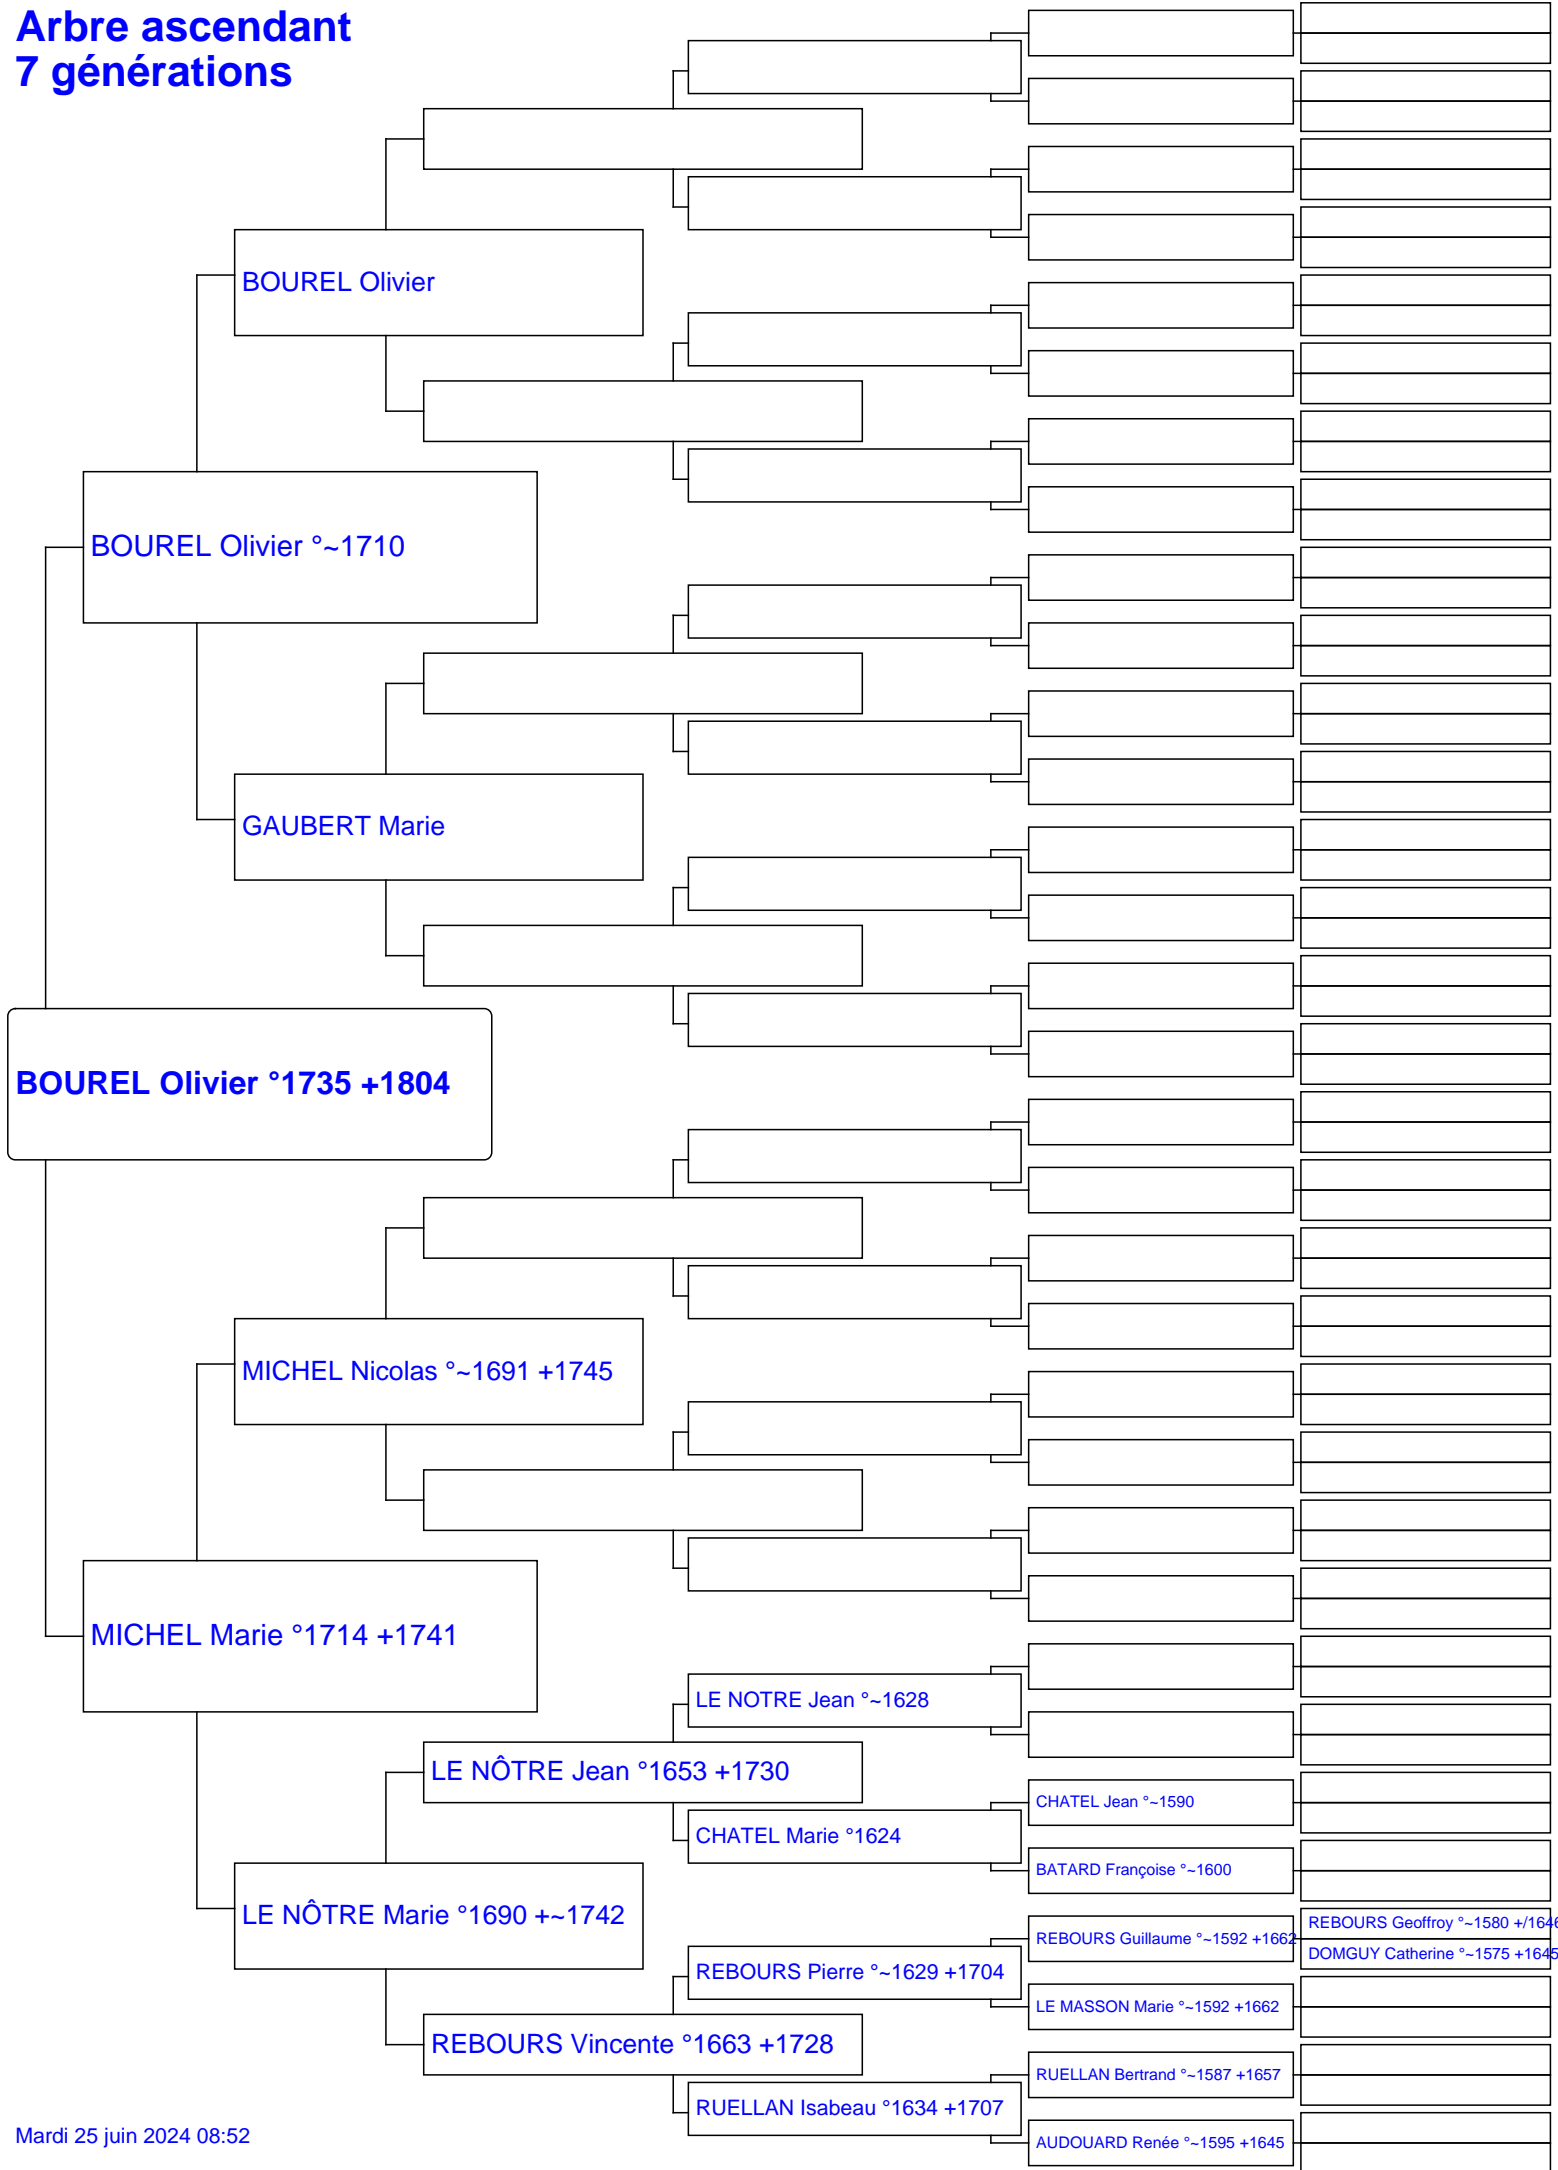 Arbre ascendant
7 générations
BOUREL Olivier
BOUREL Olivier °~1710
GAUBERT Marie
BOUREL Olivier °1735 +1804
MICHEL Nicolas °~1691 +1745
MICHEL Marie °1714 +1741
LE NOTRE Jean °~1628
LE NÔTRE Jean °1653 +1730
CHATEL Jean °~1590
CHATEL Marie °1624
BATARD Françoise °~1600
LE NÔTRE Marie °1690 +~1742
REBOURS Geoffroy °~1580 +/1646
REBOURS Guillaume °~1592 +1662
DOMGUY Catherine °~1575 +1645
REBOURS Pierre °~1629 +1704
LE MASSON Marie °~1592 +1662
REBOURS Vincente °1663 +1728
RUELLAN Bertrand °~1587 +1657
RUELLAN Isabeau °1634 +1707
AUDOUARD Renée °~1595 +1645
Mardi 25 juin 2024 08:52